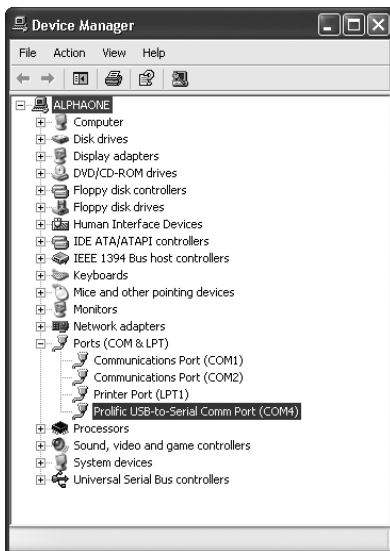 Device Manager
File Action View Help
ALPHAONE
Computer
Disk drives
Display adapters
DVD/CD-ROM drives
Floppy disk controllers
Floppy disk drives
Human Interface Devices
IDE ATA/ATAPI controllers
IEEE 1394 Bus host controllers
Keyboards
Mice and other pointing devices
Monitors
Network adapters
Ports (COM & LPT)
Communications Port (COM1)
Communications Port (COM2)
Printer Port (LPT1)
Prolific USB-to-Serial Comm Port (COM4)
Processors
Sound, video and game controllers
System devices
Universal Serial Bus controllers